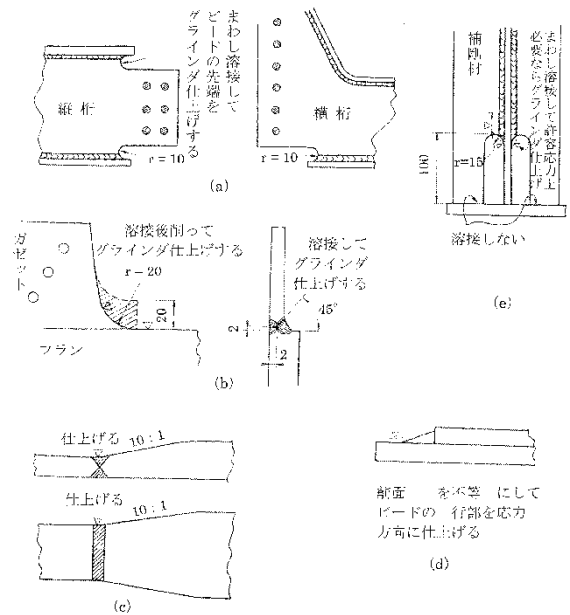 まわし溶接して
ビードの先端を
グラインダ仕上げする
縦桁
r=10
横桁
r=10
(a)
ガゼット
溶接後削って
グラインダ仕上げする
r-20
20
フラン
溶接して
グラインダ
仕上げする
45°
2
2
(b)
仕上げる
10:1
仕上げる
10:1
(c)
を不等 にして
ビードの 行部を応力
方向に仕上げる
(d)
補剛材
まわし溶接して許容応力上
必要ならグラインダ仕上げ
100
r=15
溶接しない
(e)